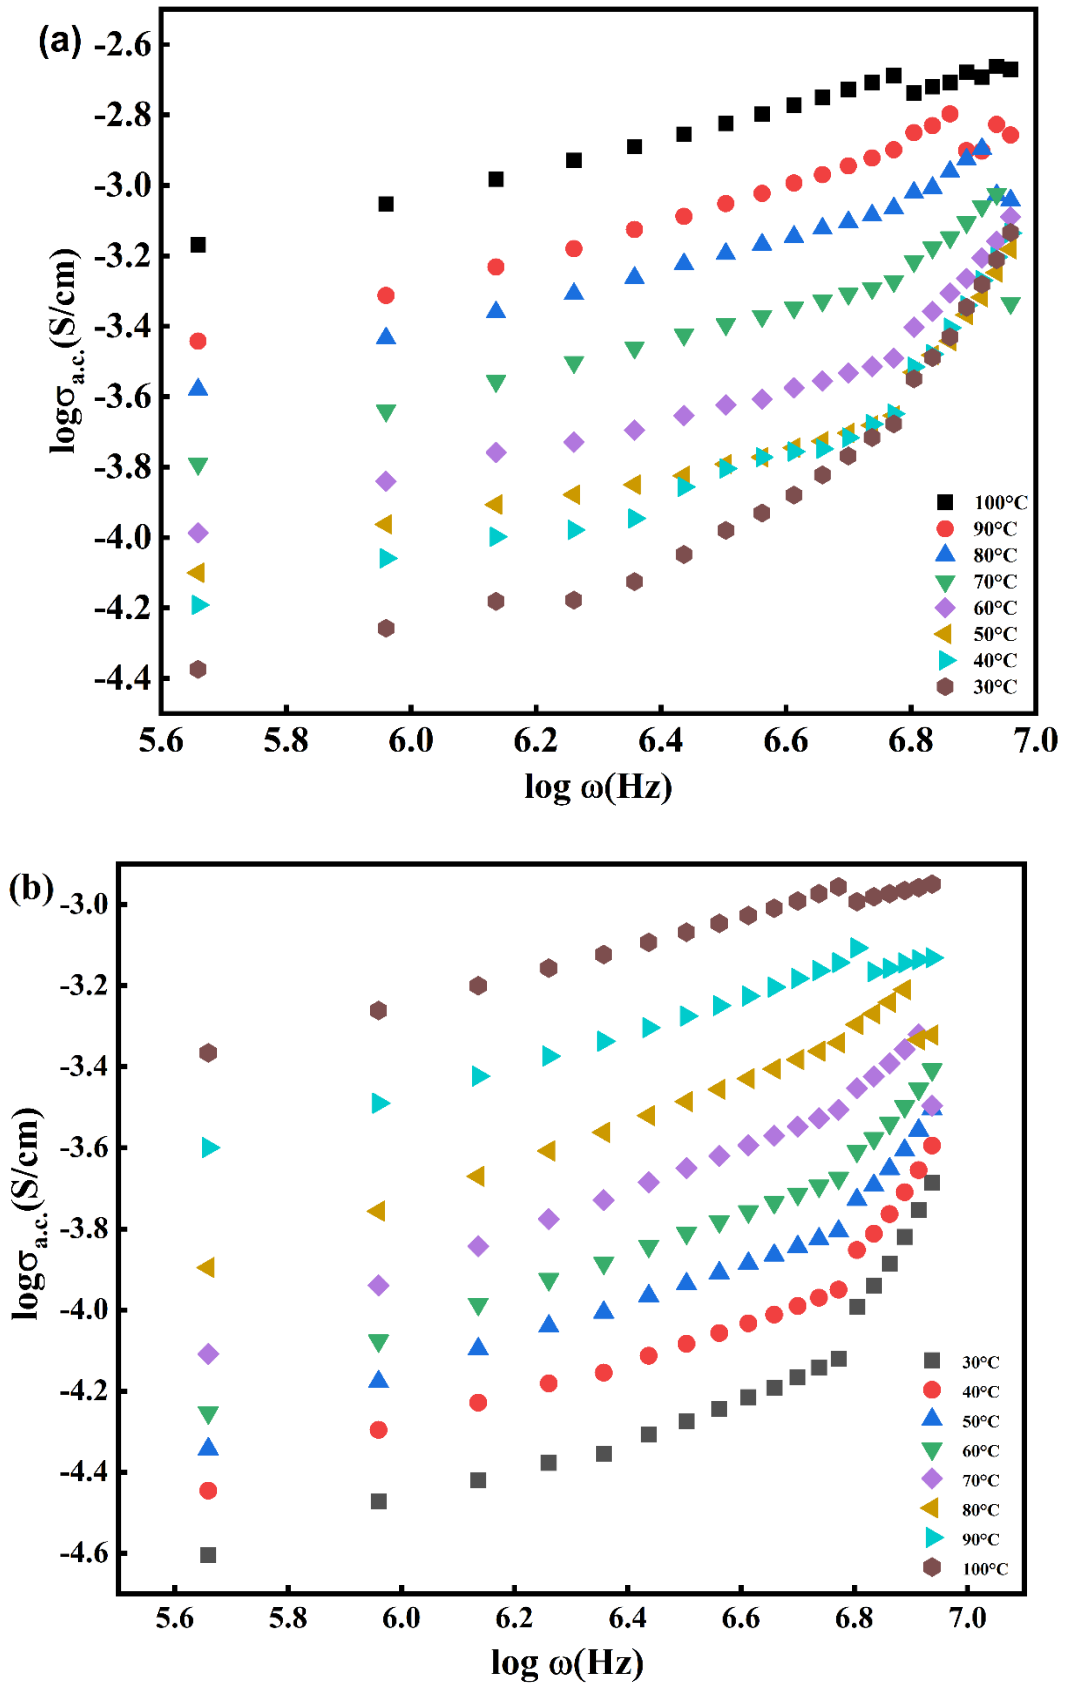 (a)
-2.6
-2.8
-3.0
-3.2
-3.4
-3.6
-3.8
-4.0
-4.2
-4.4
logσa.c.(S/cm)
100°C
90°C
80°C
70°C
60°C
50°C
40°C
30°C
5.6 5.8 6.0 6.2 6.4 6.6 6.8 7.0
log ω(Hz)
(b)
-3.0
-3.2
-3.4
-3.6
-3.8
-4.0
-4.2
-4.4
-4.6
logσa.c.(S/cm)
30°C
40°C
50°C
60°C
70°C
80°C
90°C
100°C
5.6 5.8 6.0 6.2 6.4 6.6 6.8 7.0
log ω(Hz)